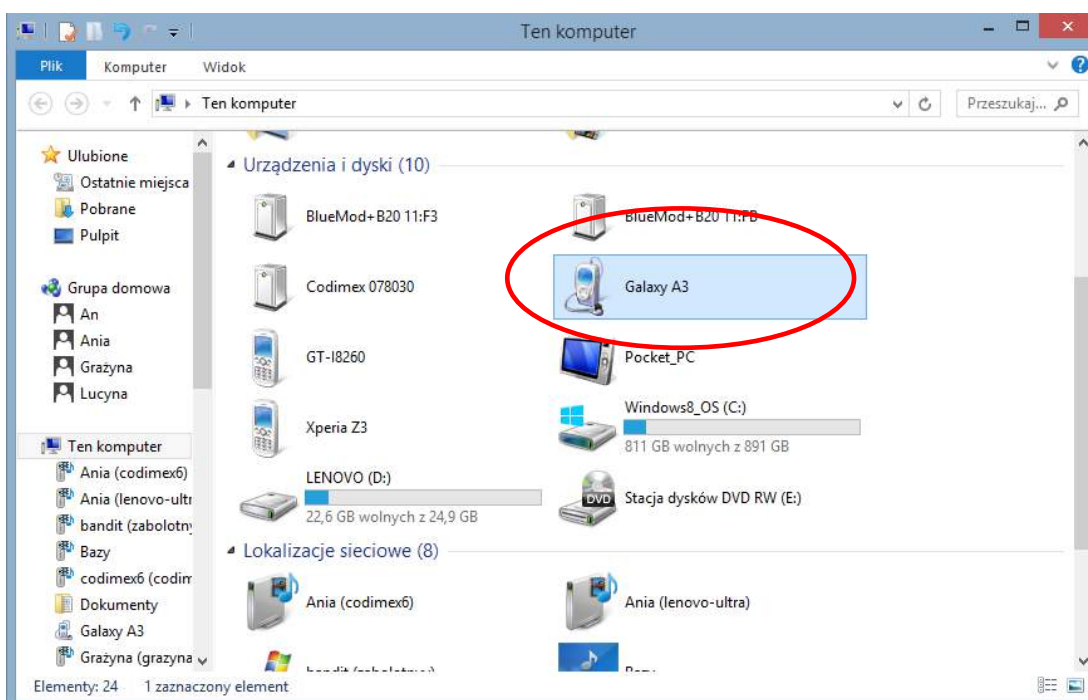 Ten komputer
Plik Komputer Widok
Ten komputer Przeszukaj...
Ulubione
Ostatnie miejsca
Pobrane
Pulpit
Grupa domowa
An
Ania
Grażyna
Lucyna
Ten komputer
Ania (codimex6)
Ania (lenovo-ultr
bandit (zabolotny
Bazy
codimex6 (codim
Dokumenty
Galaxy A3
Grażyna (grazyna
Urządzenia i dyski (10)
BlueMod+B20 11:F3
BlueMod+B20 11:FB
Codimex 078030
Galaxy A3
GT-I8260
Pocket_PC
Xperia Z3
Windows8_OS (C:)
811 GB wolnych z 891 GB
LENOVO (D:)
22,6 GB wolnych z 24,9 GB
DVD
Stacja dysków DVD RW (E:)
Lokalizacje sieciowe (8)
Ania (codimex6)
Ania (lenovo-ultra)
bandit (zabolotnyy)
Bazy
Elementy: 24 1 zaznaczony element